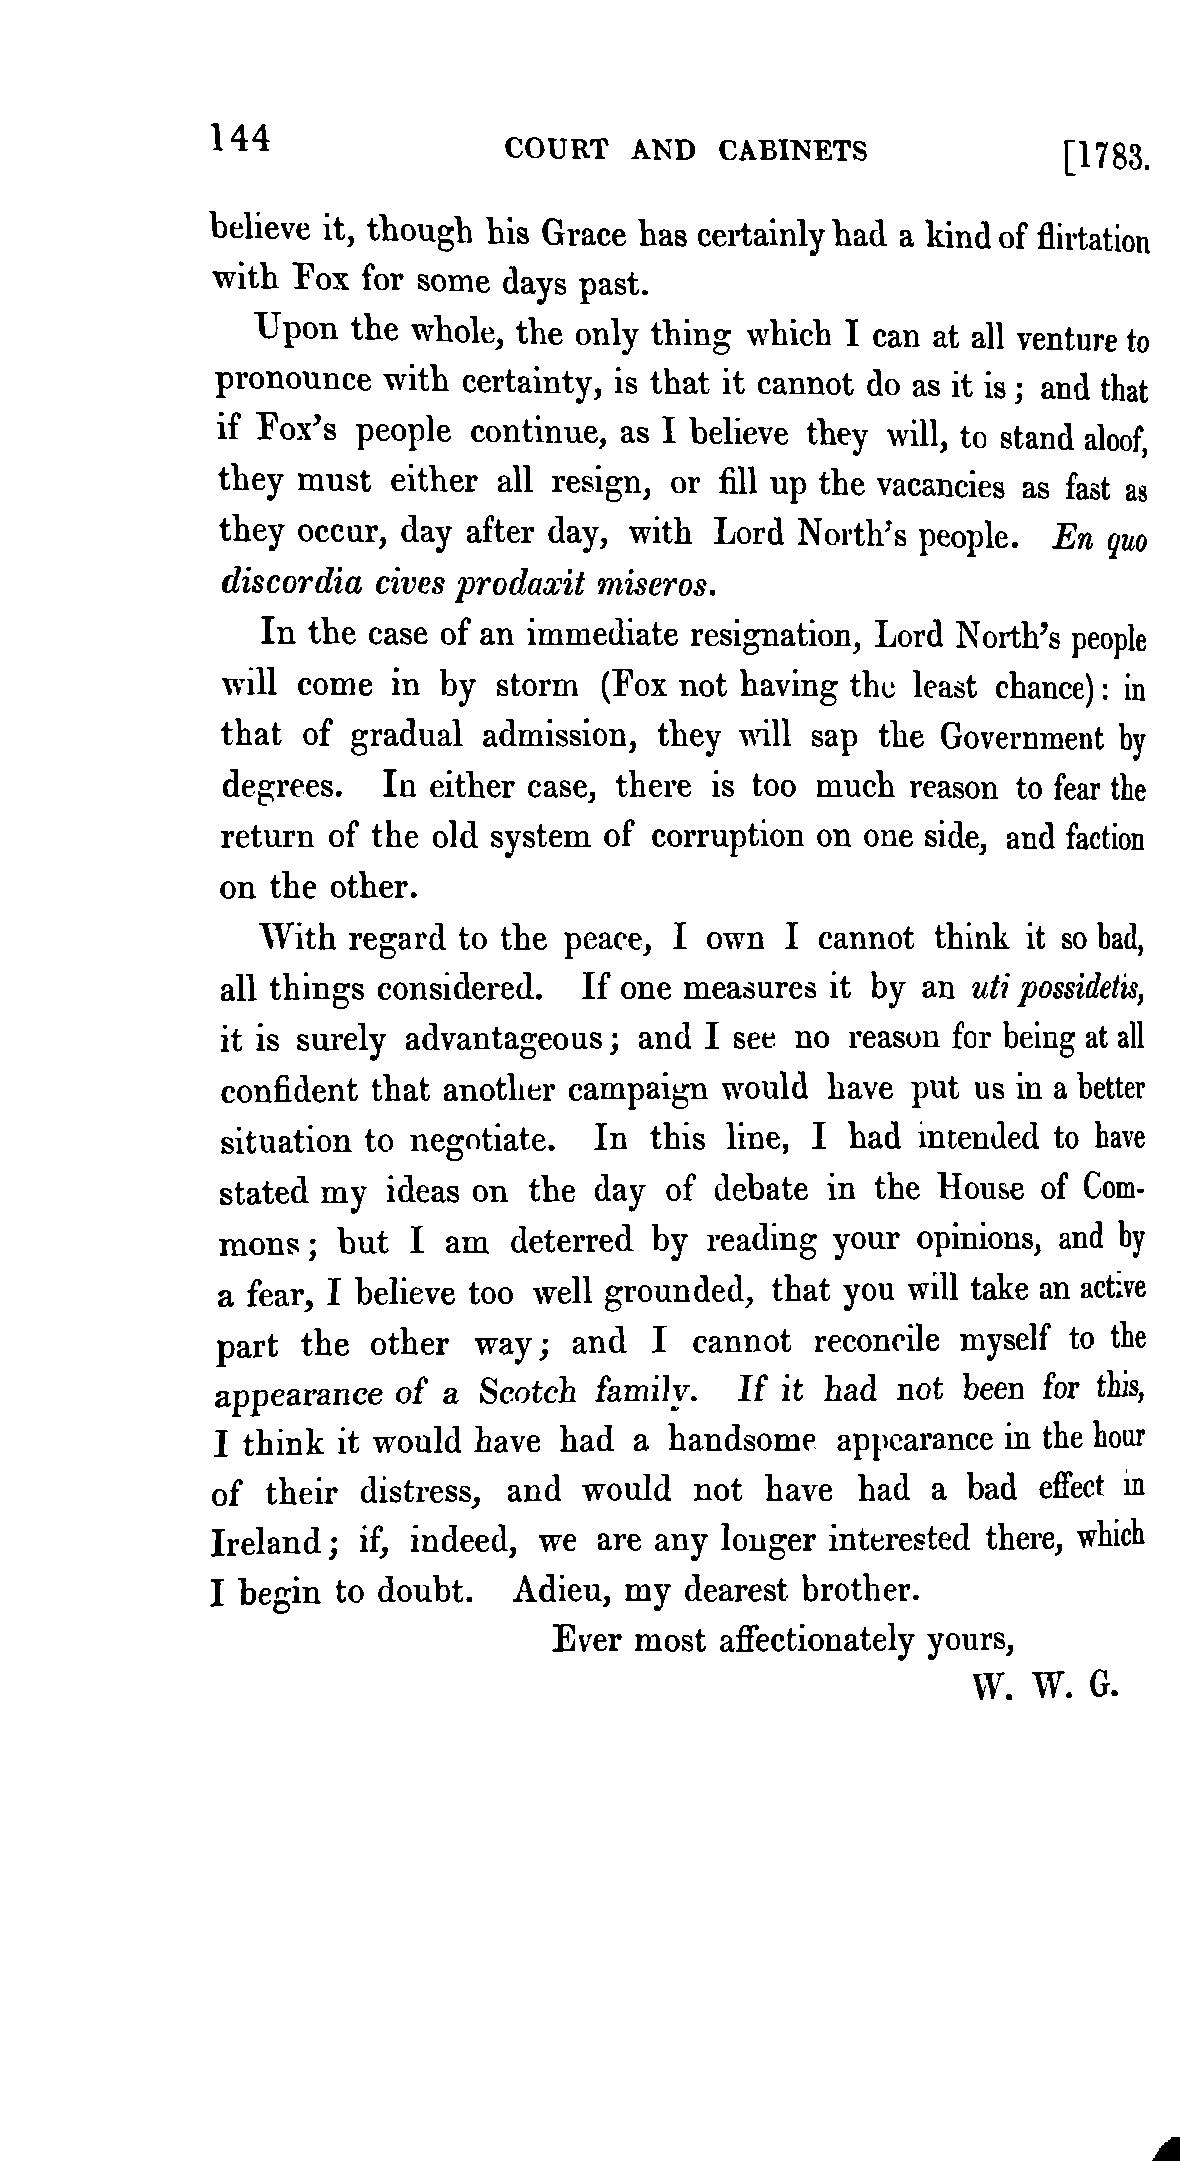 144
COURT AND CABINETS
[1783.
believe it, though his Grace has certainly had a kind of flirtation
with Fox for some days past.
Upon the whole, the only thing which I can at all venture to
pronounce with certainty, is that it cannot do as it is; and that
if Fox's people continue, as I believe they will, to stand aloof,
they must either all resign, or fill up the vacancies as fast as
they occur, day after day, with Lord North's people. En quo
discordia cives prodaxit miseros.
In the case of an immediate resignation, Lord North's people
will come in by storm (Fox not having the least chance): in
that of gradual admission, they will sap the Government by
degrees. In either case, there is too much reason to fear the
return of the old system of corruption on one side, and faction
on the other.
With regard to the peace, I own I cannot think it so bad,
all things considered. If one measures it by an uti possidetis,
it is surely advantageous; and I see no reason for being at all
confident that another campaign would have put us in a better
situation to negotiate. In this line, I had intended to have
stated my ideas on the day of debate in the House of Com-
mons; but I am deterred by reading your opinions, and by
a fear, I believe too well grounded, that you will take an active
part the other way; and I cannot reconcile myself to the
appearance of a Scotch family. If it had not been for this,
I think it would have had a handsome appearance in the hour
of their distress, and would not have had a bad effect in
Ireland; if, indeed, we are any longer interested there, which
I begin to doubt. Adieu, my dearest brother.
Ever most affectionately yours,
W. W. G.